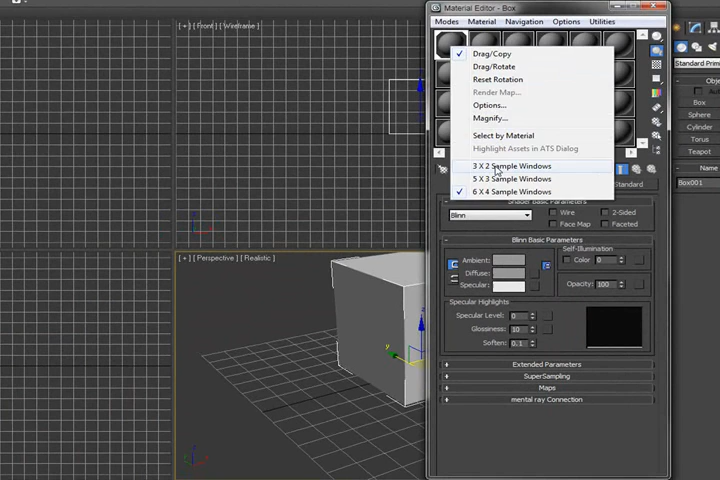 [ + ] [ Front ] [ Wireframe ]
Material Editor - Box
Modes Material Navigation Options Utilities
Drag/Copy
Drag/Rotate
Reset Rotation
Render Map...
Options...
Magnify...
Select by Material
Highlight Assets in ATS Dialog
3 X 2 Sample Windows
5 X 3 Sample Windows
6 X 4 Sample Windows
Standard
Shader Basic Parameters
Blinn
Wire
2-Sided
Face Map
Faceted
Blinn Basic Parameters
Self-Illumination
Ambient:
Color 0
Diffuse:
Specular:
Opacity: 100
Specular Highlights
Specular Level: 0
Glossiness: 10
Soften: 0.1
Extended Parameters
SuperSampling
Maps
mental ray Connection
[ + ] [ Perspective ] [ Realistic ]
y
Standard Prim
Obje
Box
Sphere
Cylinder
Torus
Teapot
Box001